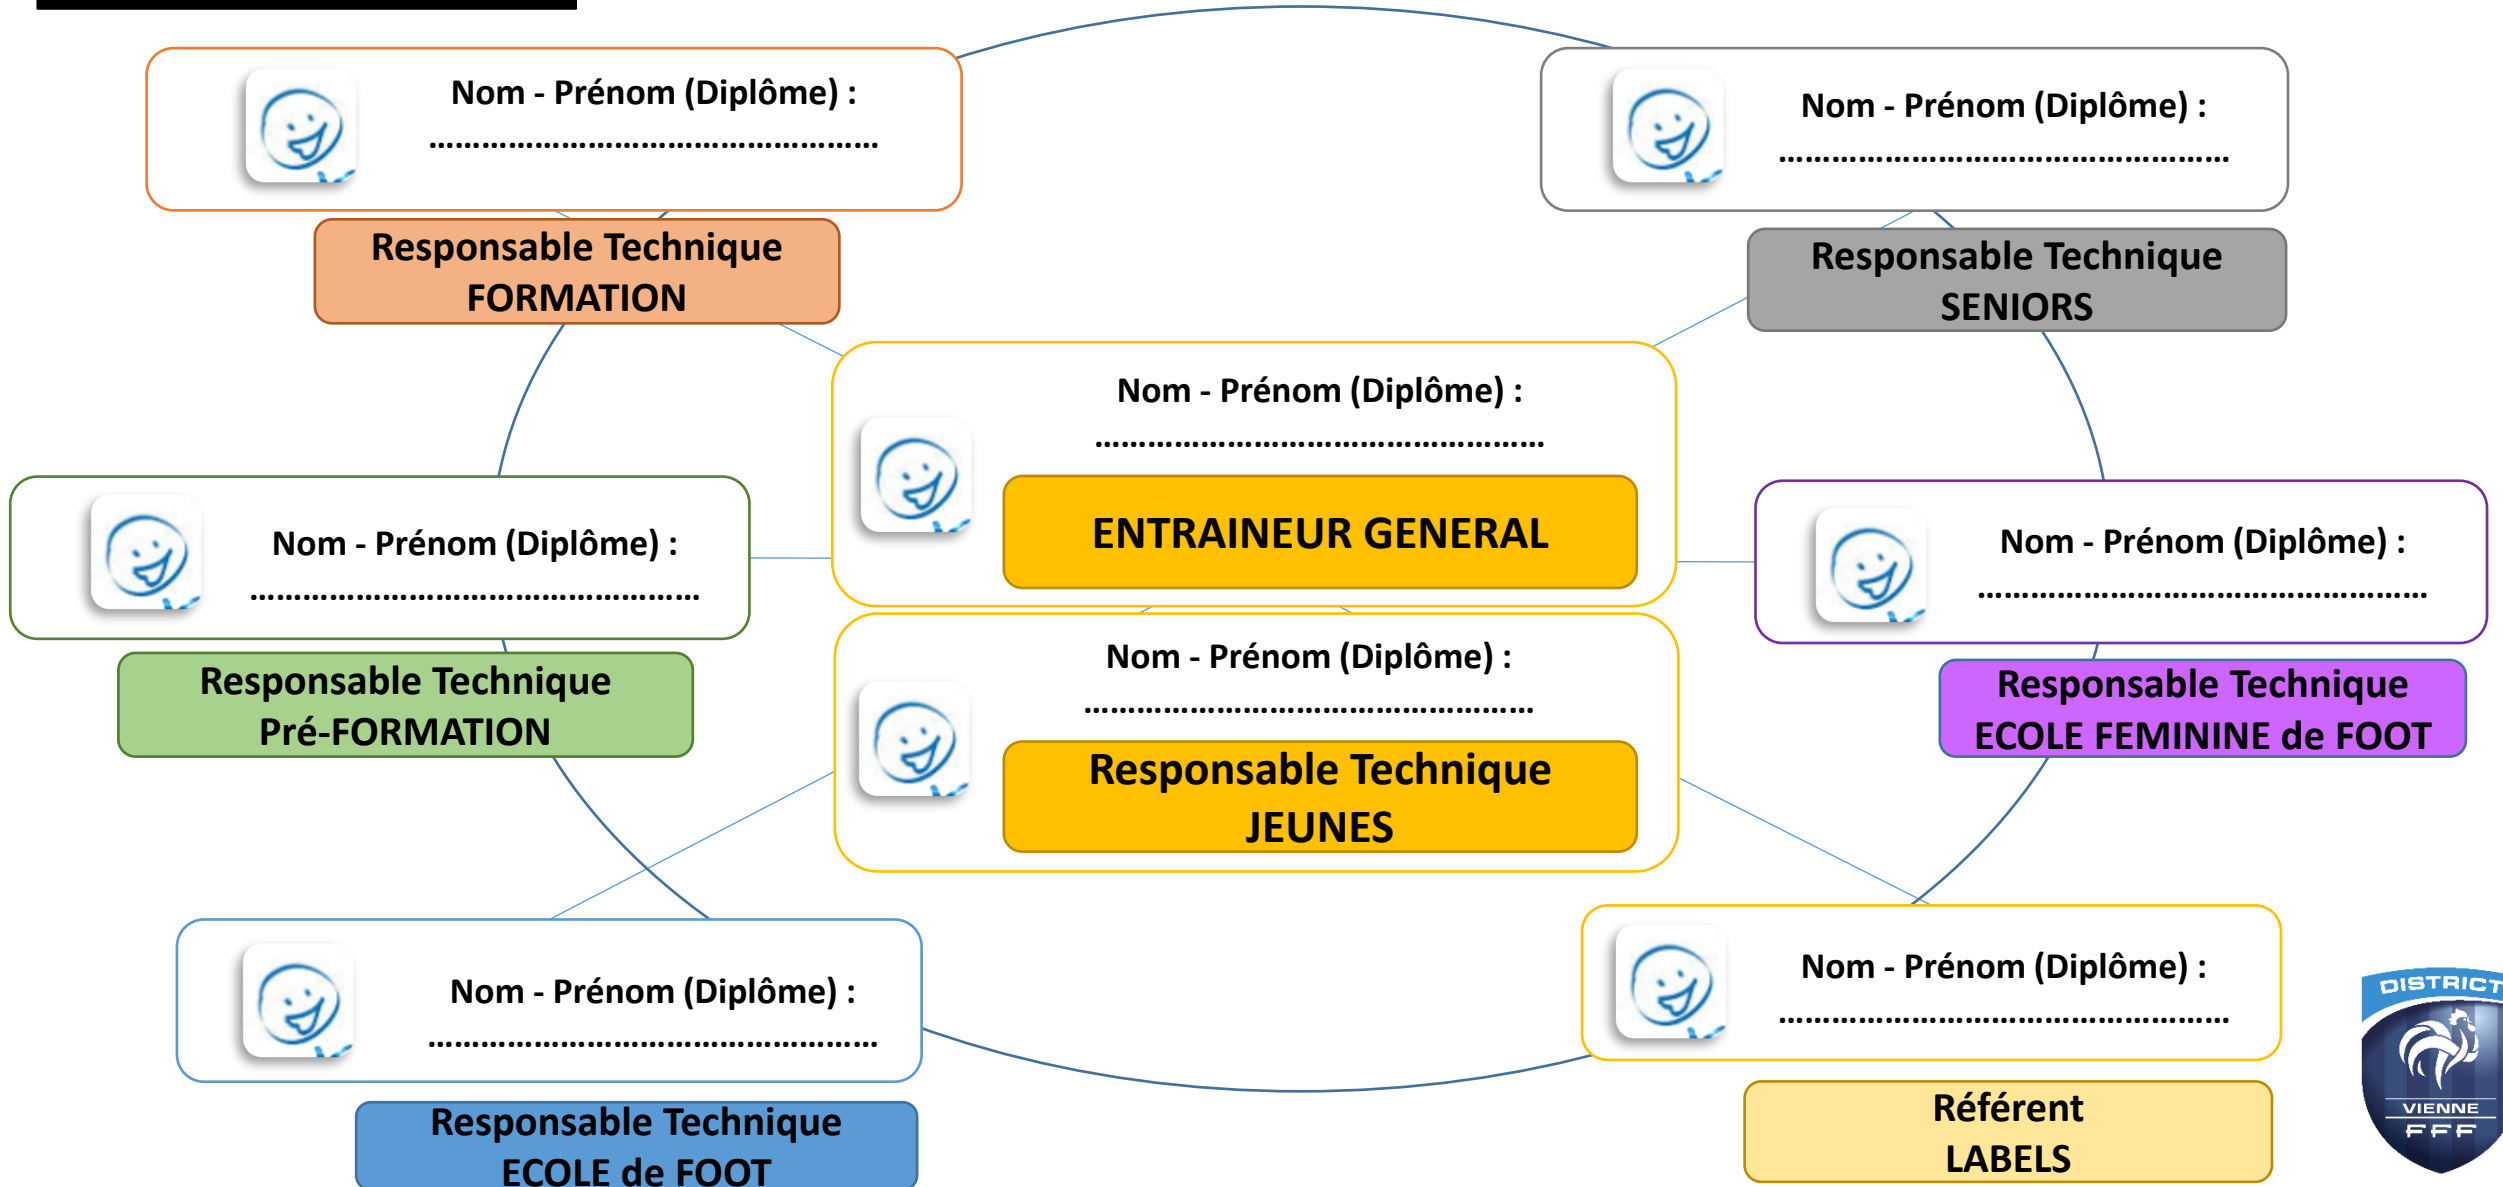 Nom - Prénom (Diplôme) :
……………………………………………
Responsable Technique
FORMATION
Nom - Prénom (Diplôme) :
……………………………………………
Responsable Technique
SENIORS
Nom - Prénom (Diplôme) :
……………………………………………
ENTRAINEUR GENERAL
Nom - Prénom (Diplôme) :
……………………………………………
Responsable Technique
Pré-FORMATION
Nom - Prénom (Diplôme) :
……………………………………………
Responsable Technique
ECOLE FEMININE de FOOT
Nom - Prénom (Diplôme) :
……………………………………………
Responsable Technique
JEUNES
Nom - Prénom (Diplôme) :
……………………………………………
Responsable Technique
ECOLE de FOOT
Nom - Prénom (Diplôme) :
……………………………………………
Référent
LABELS
DISTRICT
VIENNE
FFF